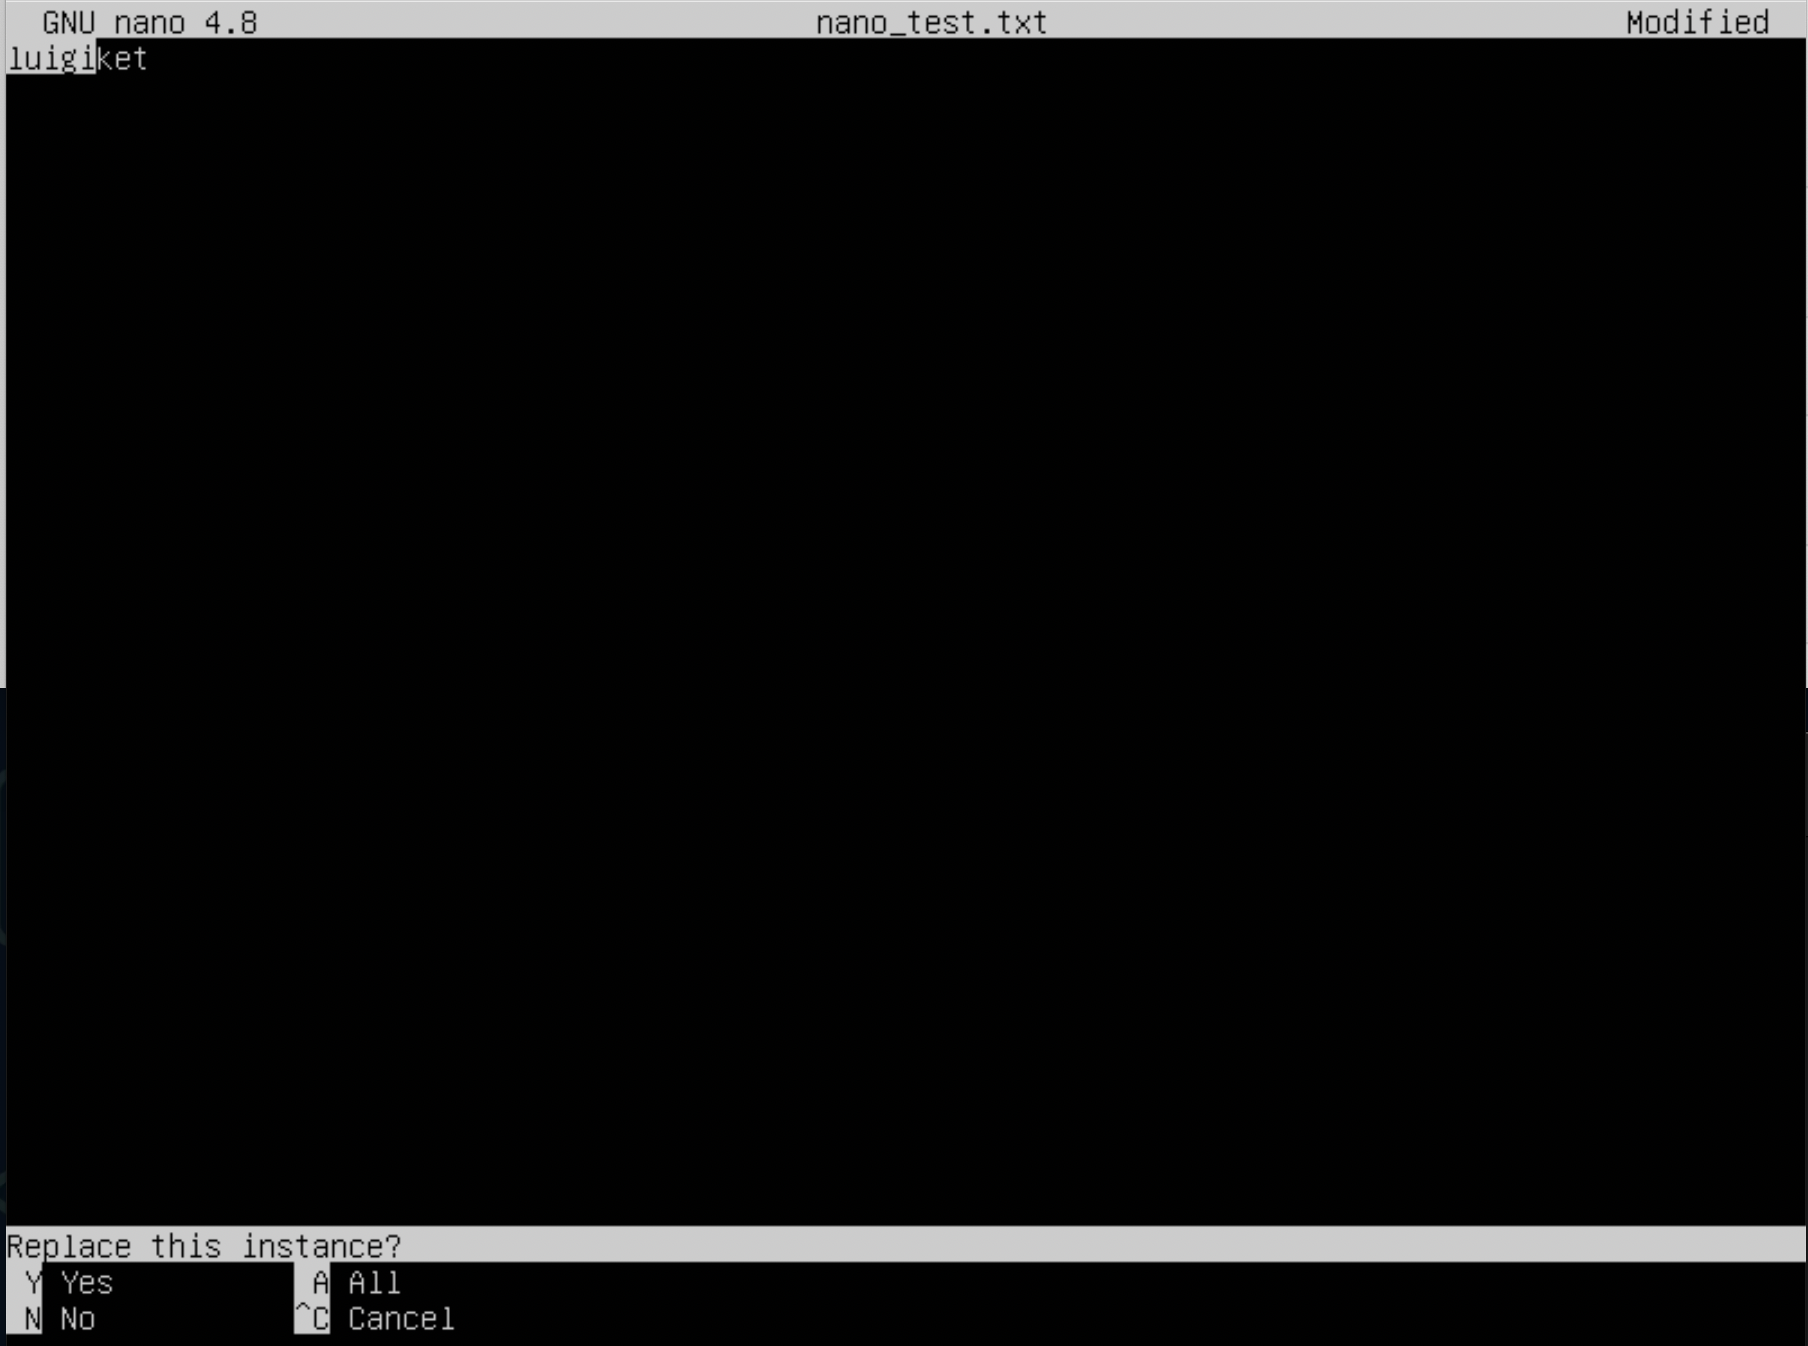 GNU nano 4.8 nano_test.txt Modified
luigiket
Replace this instance?
Y Yes A All
N No ^C Cancel